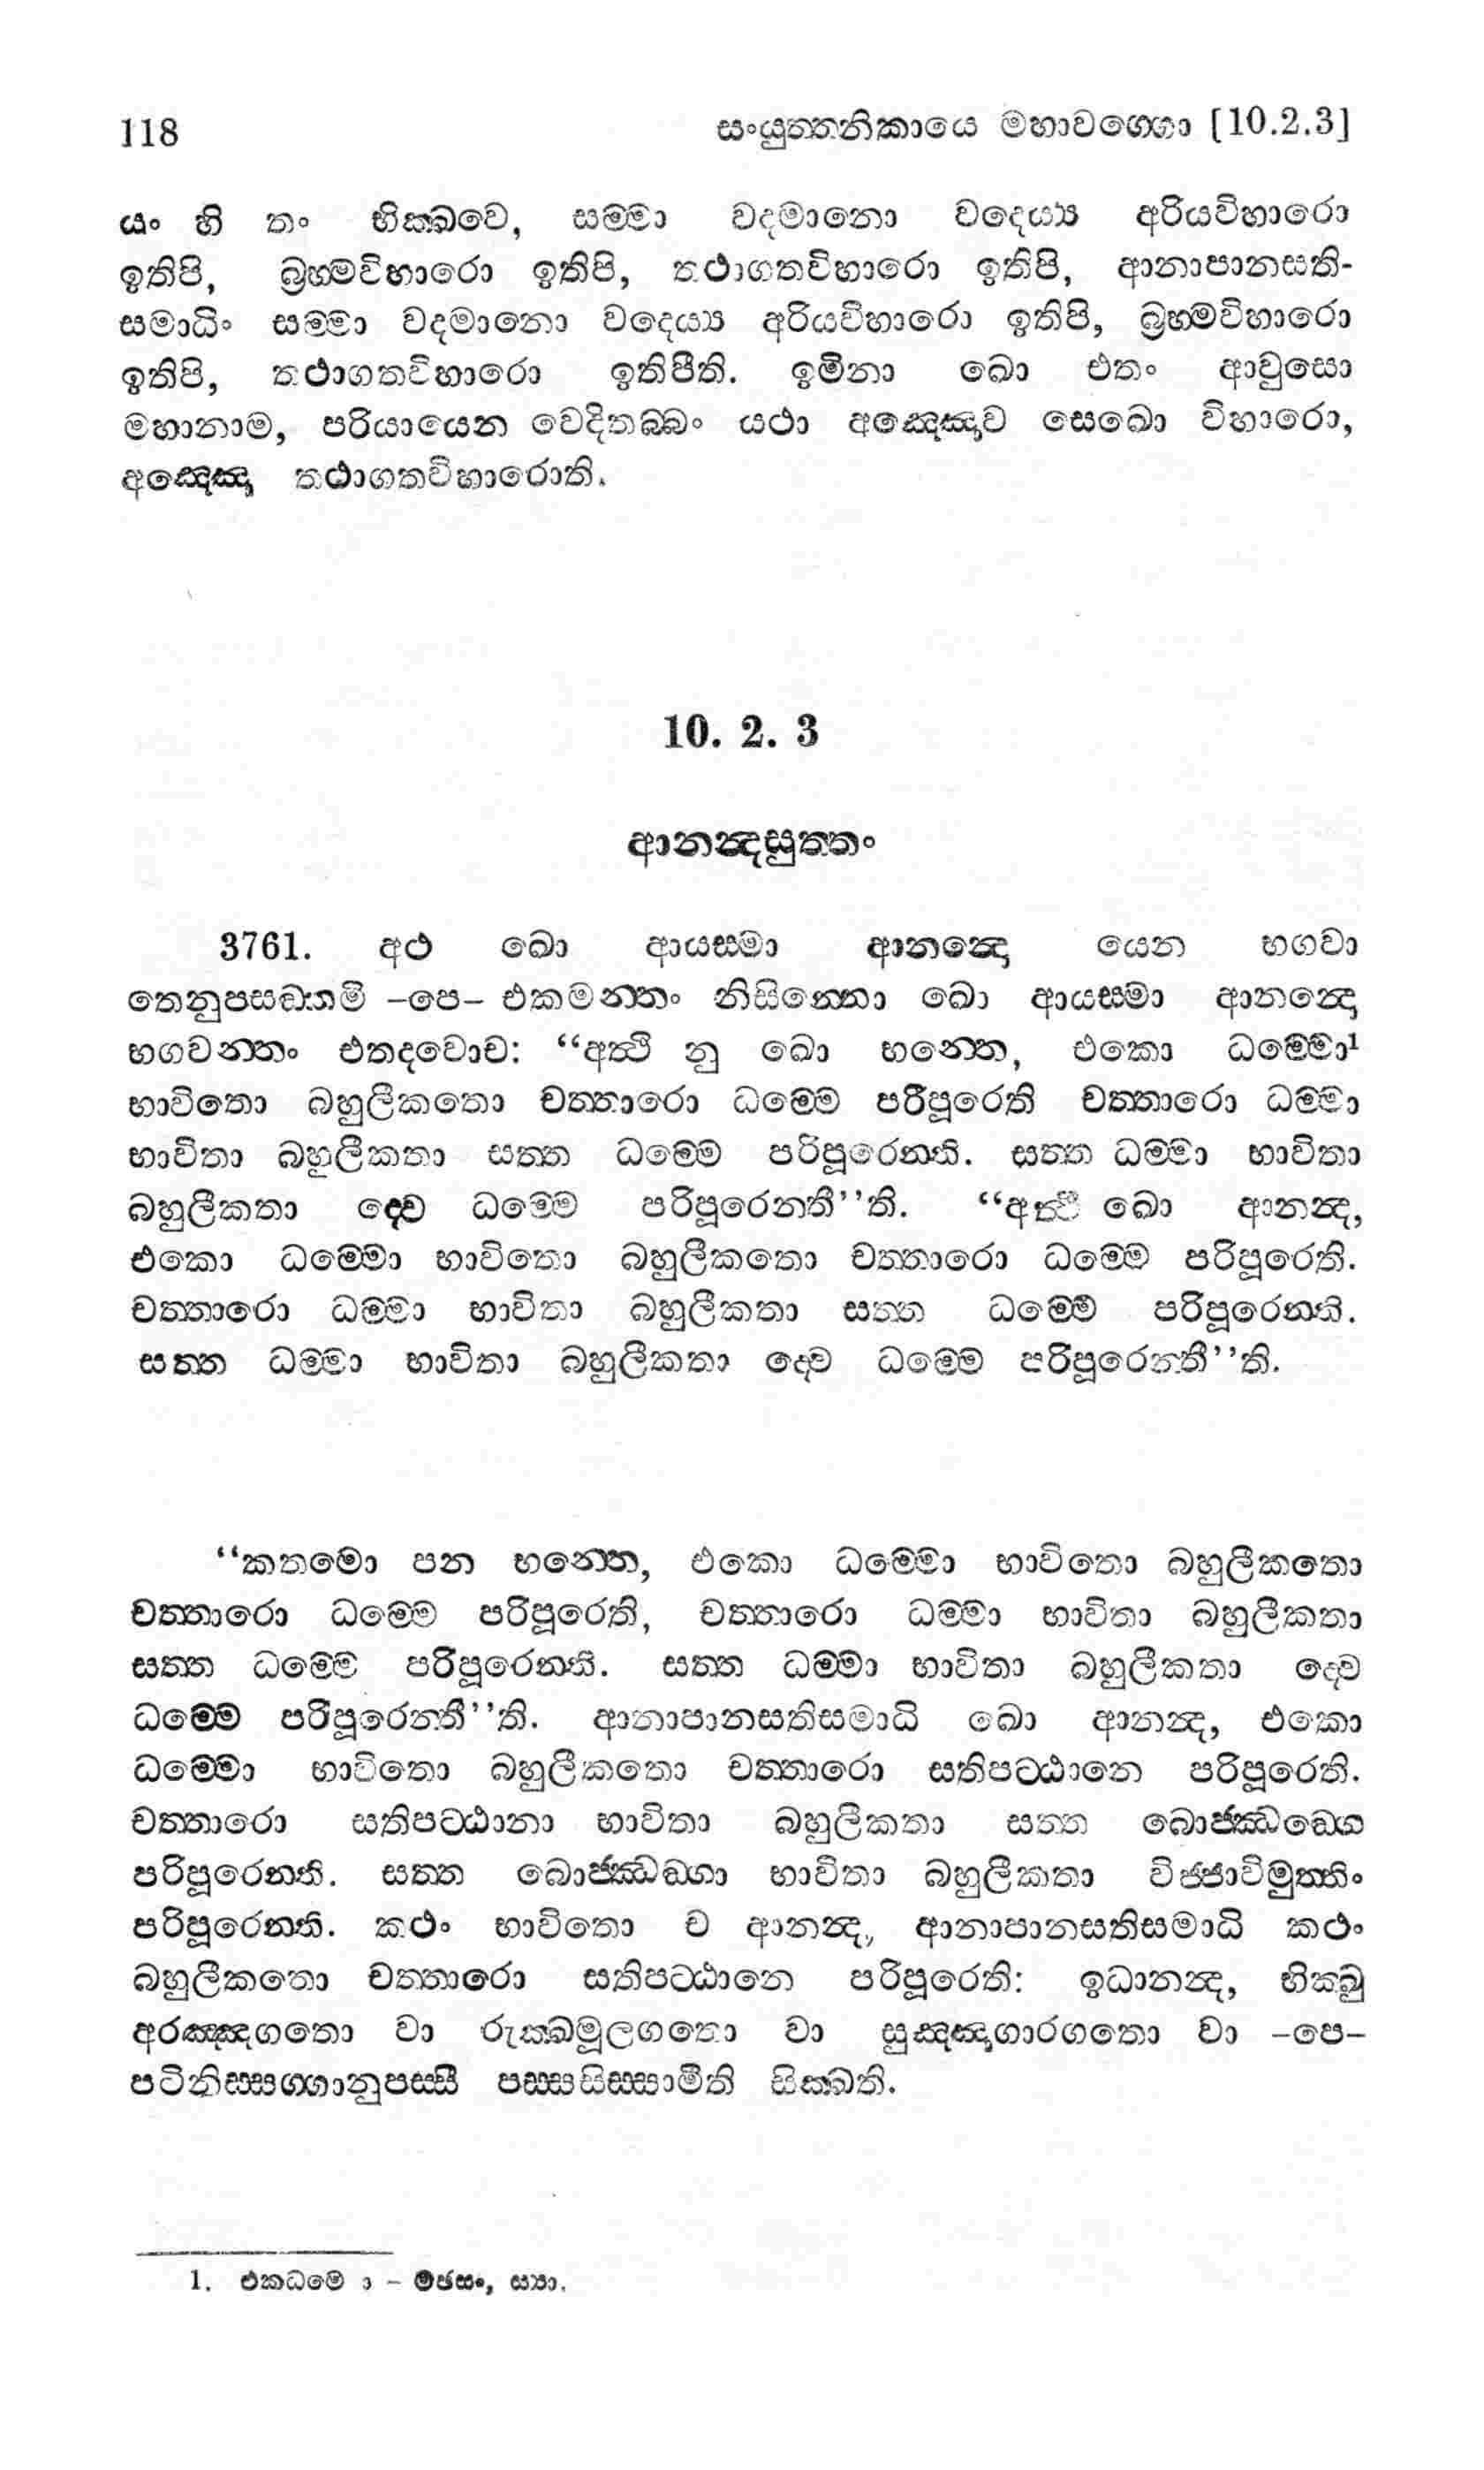 118 සංයුත්තනිකායෙ මහාවග්ගො [10.2.3]
යං හි තං භික්ඛවෙ, සම්මා වදමානො වදෙය්‍ය අරියවිහාරො
ඉතිපි, බ්‍රහ්මවිහාරො ඉතිපි, තථාගතවිහාරො ඉතිපි, ආනාපානසති-
සමාධිං සම්මා වදමානො වදෙය්‍ය අරියවිහාරො ඉතිපි, බ්‍රහ්මවිහාරො
ඉතිපි, තථාගතවිහාරො ඉතිපීති. ඉමිනා ඛො එතං ආවුසො
මහානාම, පරියායෙන වෙදිතබ්බං යථා අඤ්ඤොව සෙඛො විහාරො,
අඤ්ඤො තථාගතවිහාරොති.
10. 2. 3
ආනන්‍දසුත්තං
3761. අථ ඛො ආයස්මා ආනන්‍දො යෙන භගවා
තෙනුපසඞ්කමි -පෙ- එකමන්තං නිසින්නො ඛො ආයස්මා ආනන්‍දො
භගවන්තං එතදවොච: “අත්‍ථි නු ඛො භන්තෙ, එකො ධම්මො¹
භාවිතො බහුලීකතො චත්තාරො ධම්මෙ පරිපූරෙති චත්තාරො ධම්මා
භාවිතා බහුලීකතා සත්ත ධම්මෙ පරිපූරෙන්ති. සත්ත ධම්මා භාවිතා
බහුලීකතා ද්වෙ ධම්මෙ පරිපූරෙන්තී’’ති. “අත්‍ථි ඛො ආනන්‍ද,
එකො ධම්මො භාවිතො බහුලීකතො චත්තාරො ධම්මෙ පරිපූරෙති.
චත්තාරො ධම්මා භාවිතා බහුලීකතා සත්ත ධම්මෙ පරිපූරෙන්ති.
සත්ත ධම්මා භාවිතා බහුලීකතා ද්වෙ ධම්මෙ පරිපූරෙන්තී’’ති.
“කතමො පන භන්තෙ, එකො ධම්මො භාවිතො බහුලීකතො
චත්තාරො ධම්මෙ පරිපූරෙති, චත්තාරො ධම්මා භාවිතා බහුලීකතා
සත්ත ධම්මෙ පරිපූරෙන්ති. සත්ත ධම්මා භාවිතා බහුලීකතා ද්වෙ
ධම්මෙ පරිපූරෙන්තී’’ති. ආනාපානසතිසමාධි ඛො ආනන්‍ද, එකො
ධම්මො භාවිතො බහුලීකතො චත්තාරො සතිපට්ඨානෙ පරිපූරෙති.
චත්තාරො සතිපට්ඨානා භාවිතා බහුලීකතා සත්ත බොජ්ඣඞ්ගෙ
පරිපූරෙන්ති. සත්ත බොජ්ඣඞ්ගා භාවිතා බහුලීකතා විජ්ජාවිමුත්තිං
පරිපූරෙන්ති. කථං භාවිතො ච ආනන්‍ද, ආනාපානසතිසමාධි කථං
බහුලීකතො චත්තාරො සතිපට්ඨානෙ පරිපූරෙති: ඉධානන්‍ද, භික්ඛු
අරඤ්ඤගතො වා රුක්ඛමූලගතො වා සුඤ්ඤාගාරගතො වා -පෙ-
පටිනිස්සග්ගානුපස්සී පස්සසිස්සාමීති සික්ඛති.
1. එකධම්මො - මඡසං, ස්‍යා.